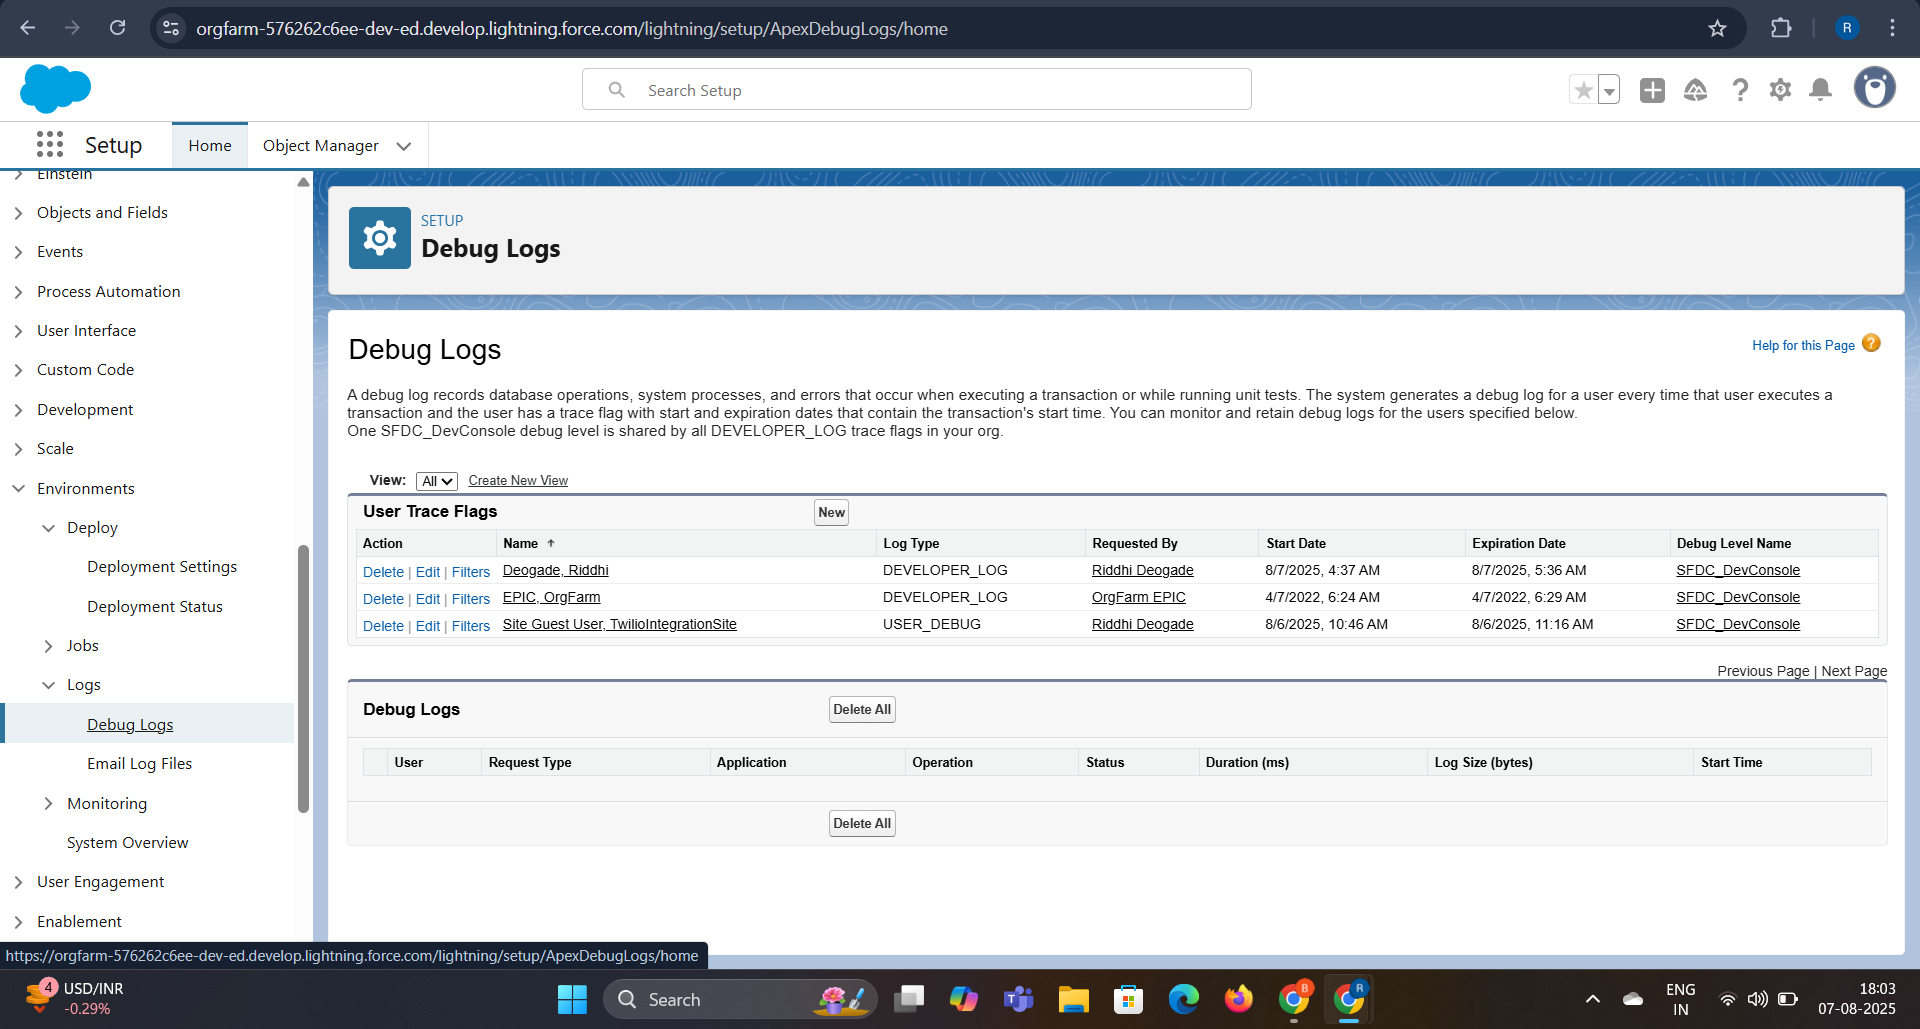 orgfarm-576262c6ee-dev-ed.develop.lightning.force.com/lightning/setup/ApexDebugLogs/home
R
Search Setup
Setup
Home
Object Manager
Einstein
Objects and Fields
Events
Process Automation
User Interface
Custom Code
Development
Scale
Environments
Deploy
Deployment Settings
Deployment Status
Jobs
Logs
Debug Logs
Email Log Files
Monitoring
System Overview
User Engagement
Enablement
SETUP
Debug Logs
Debug Logs
Help for this Page ?
A debug log records database operations, system processes, and errors that occur when executing a transaction or while running unit tests. The system generates a debug log for a user every time that user executes a
transaction and the user has a trace flag with start and expiration dates that contain the transaction's start time. You can monitor and retain debug logs for the users specified below.
One SFDC_DevConsole debug level is shared by all DEVELOPER_LOG trace flags in your org.
View: All Create New View
User Trace Flags New
Action Name Log Type Requested By Start Date Expiration Date Debug Level Name
Delete | Edit | Filters Deogade, Riddhi DEVELOPER_LOG Riddhi Deogade 8/7/2025, 4:37 AM 8/7/2025, 5:36 AM SFDC_DevConsole
Delete | Edit | Filters EPIC, OrgFarm DEVELOPER_LOG OrgFarm EPIC 4/7/2022, 6:24 AM 4/7/2022, 6:29 AM SFDC_DevConsole
Delete | Edit | Filters Site Guest User, TwilioIntegrationSite USER_DEBUG Riddhi Deogade 8/6/2025, 10:46 AM 8/6/2025, 11:16 AM SFDC_DevConsole
Previous Page | Next Page
Debug Logs Delete All
User Request Type Application Operation Status Duration (ms) Log Size (bytes) Start Time
Delete All
https://orgfarm-576262c6ee-dev-ed.develop.lightning.force.com/lightning/setup/ApexDebugLogs/home
4
USD/INR
-0.29%
Search
B
R
ENG
IN
18:03
07-08-2025